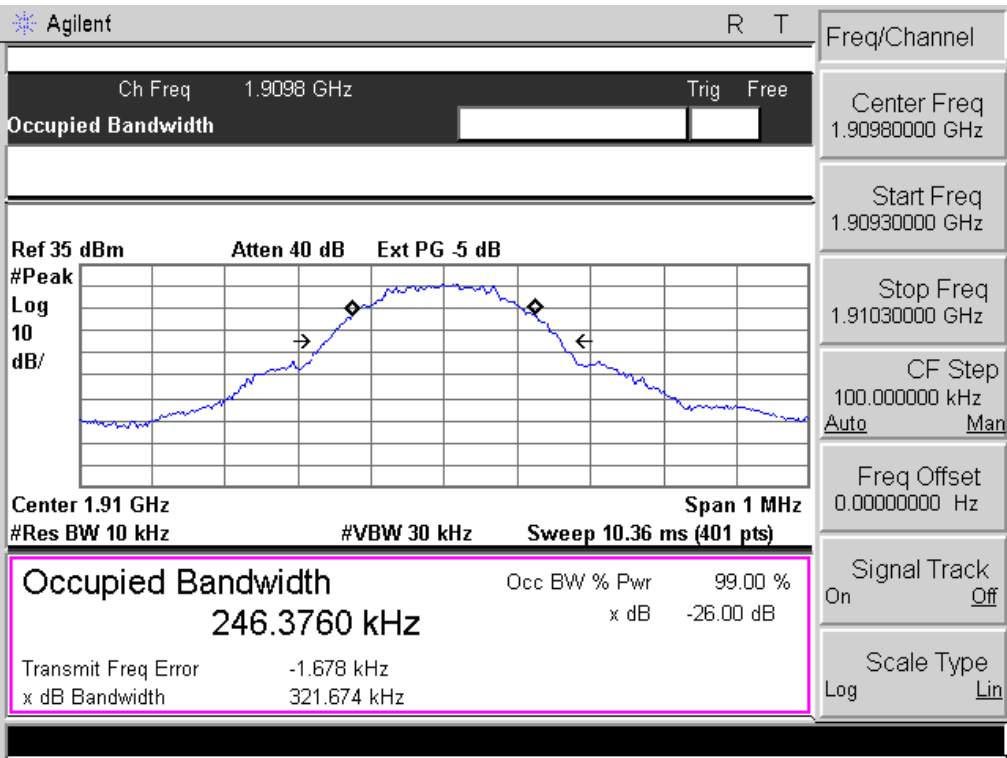 Agilent R T
Ch Freq 1.9098 GHz Trig Free
Occupied Bandwidth
Ref 35 dBm Atten 40 dB Ext PG -5 dB
#Peak
Log
10
dB/
Center 1.91 GHz Span 1 MHz
#Res BW 10 kHz #VBW 30 kHz Sweep 10.36 ms (401 pts)
Occupied Bandwidth Occ BW % Pwr 99.00 %
246.3760 kHz x dB -26.00 dB
Transmit Freq Error -1.678 kHz
x dB Bandwidth 321.674 kHz
Freq/Channel
Center Freq
1.90980000 GHz
Start Freq
1.90930000 GHz
Stop Freq
1.91030000 GHz
CF Step
100.000000 kHz
Auto Man
Freq Offset
0.00000000 Hz
Signal Track
On Off
Scale Type
Log Lin